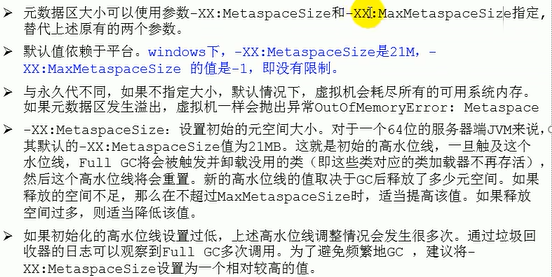 元数据区大小可以使用参数-XX:MetaspaceSize和-XX:MaxMetaspaceSize指定,
替代上述原有的两个参数。
默认值依赖于平台。windows下，-XX:MetaspaceSize是21M，-
XX:MaxMetaspaceSize 的值是-1，即没有限制。
与永久代不同，如果不指定大小，默认情况下，虚拟机会耗尽所有的可用系统内存。
如果元数据区发生溢出，虚拟机一样会抛出异常OutOfMemoryError: Metaspace
-XX:MetaspaceSize：设置初始的元空间大小。对于一个64位的服务器端JVM来说，
其默认的-XX:MetaspaceSize值为21MB。这就是初始的高水位线，一旦触及这个
水位线，Full GC将会被触发并卸载没用的类（即这些类对应的类加载器不再存活），
然后这个高水位线将会重置。新的高水位线的值取决于GC后释放了多少元空间。如果
释放的空间不足，那么在不超过MaxMetaspaceSize时，适当提高该值。如果释放
空间过多，则适当降低该值。
如果初始化的高水位线设置过低，上述高水位线调整情况会发生很多次。通过垃圾回
收器的日志可以观察到Full GC多次调用。为了避免频繁地GC ，建议将-
XX:MetaspaceSize设置为一个相对较高的值。